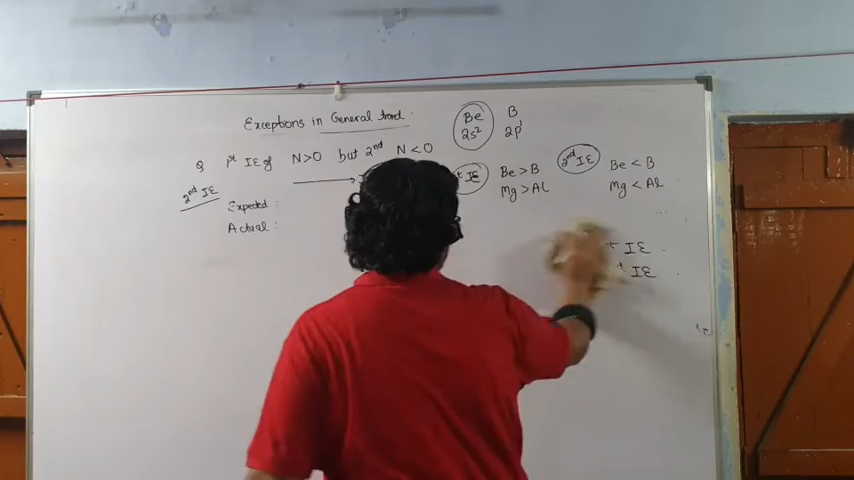 Exceptions in General trend
Be B
2s² 2p¹
Q 1st IE of N>O but 2nd N<O
IE Be > B 2nd IE Be < B
Mg > AL Mg < AL
2nd IE Expected :
Actual :
IE
IE